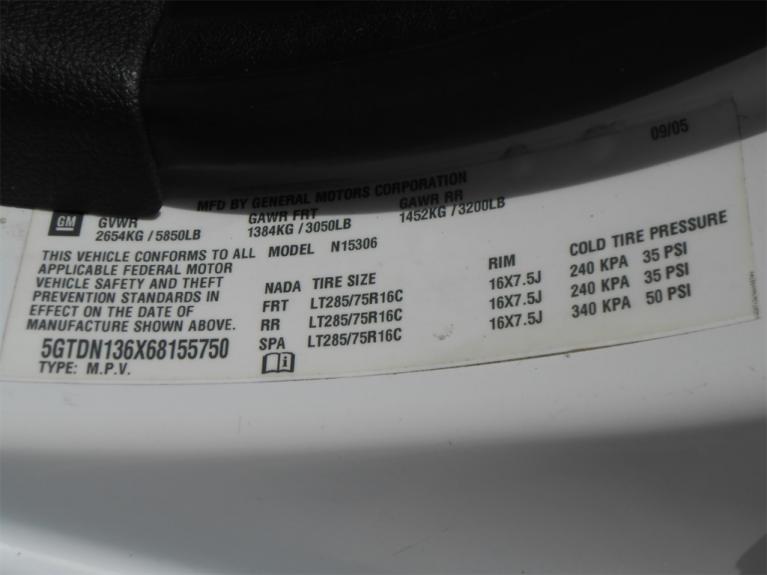 09/05
MFD BY GENERAL MOTORS CORPORATION
GM GVWR GAWR FRT GAWR RR
2654KG / 5850LB 1384KG / 3050LB 1452KG / 3200LB
THIS VEHICLE CONFORMS TO ALL
APPLICABLE FEDERAL MOTOR
VEHICLE SAFETY AND THEFT
PREVENTION STANDARDS IN
EFFECT ON THE DATE OF
MANUFACTURE SHOWN ABOVE.
5GTDN136X68155750
TYPE: M.P.V.
MODEL N15306
NADA TIRE SIZE RIM COLD TIRE PRESSURE
FRT LT285/75R16C 16X7.5J 240 KPA 35 PSI
RR LT285/75R16C 16X7.5J 240 KPA 35 PSI
SPA LT285/75R16C 16X7.5J 340 KPA 50 PSI